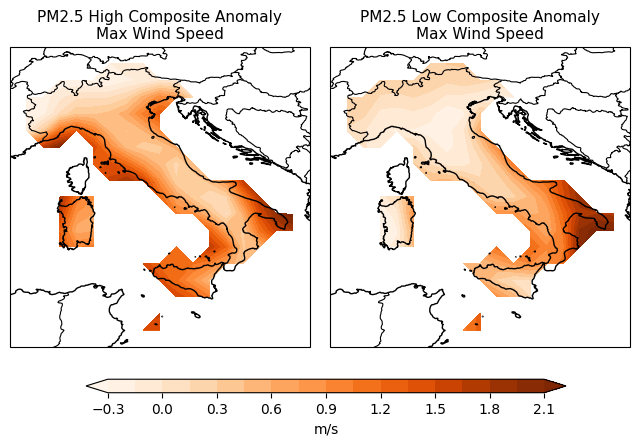 PM2.5 High Composite Anomaly
Max Wind Speed
PM2.5 Low Composite Anomaly
Max Wind Speed
−0.3 0.0 0.3 0.6 0.9 1.2 1.5 1.8 2.1
m/s